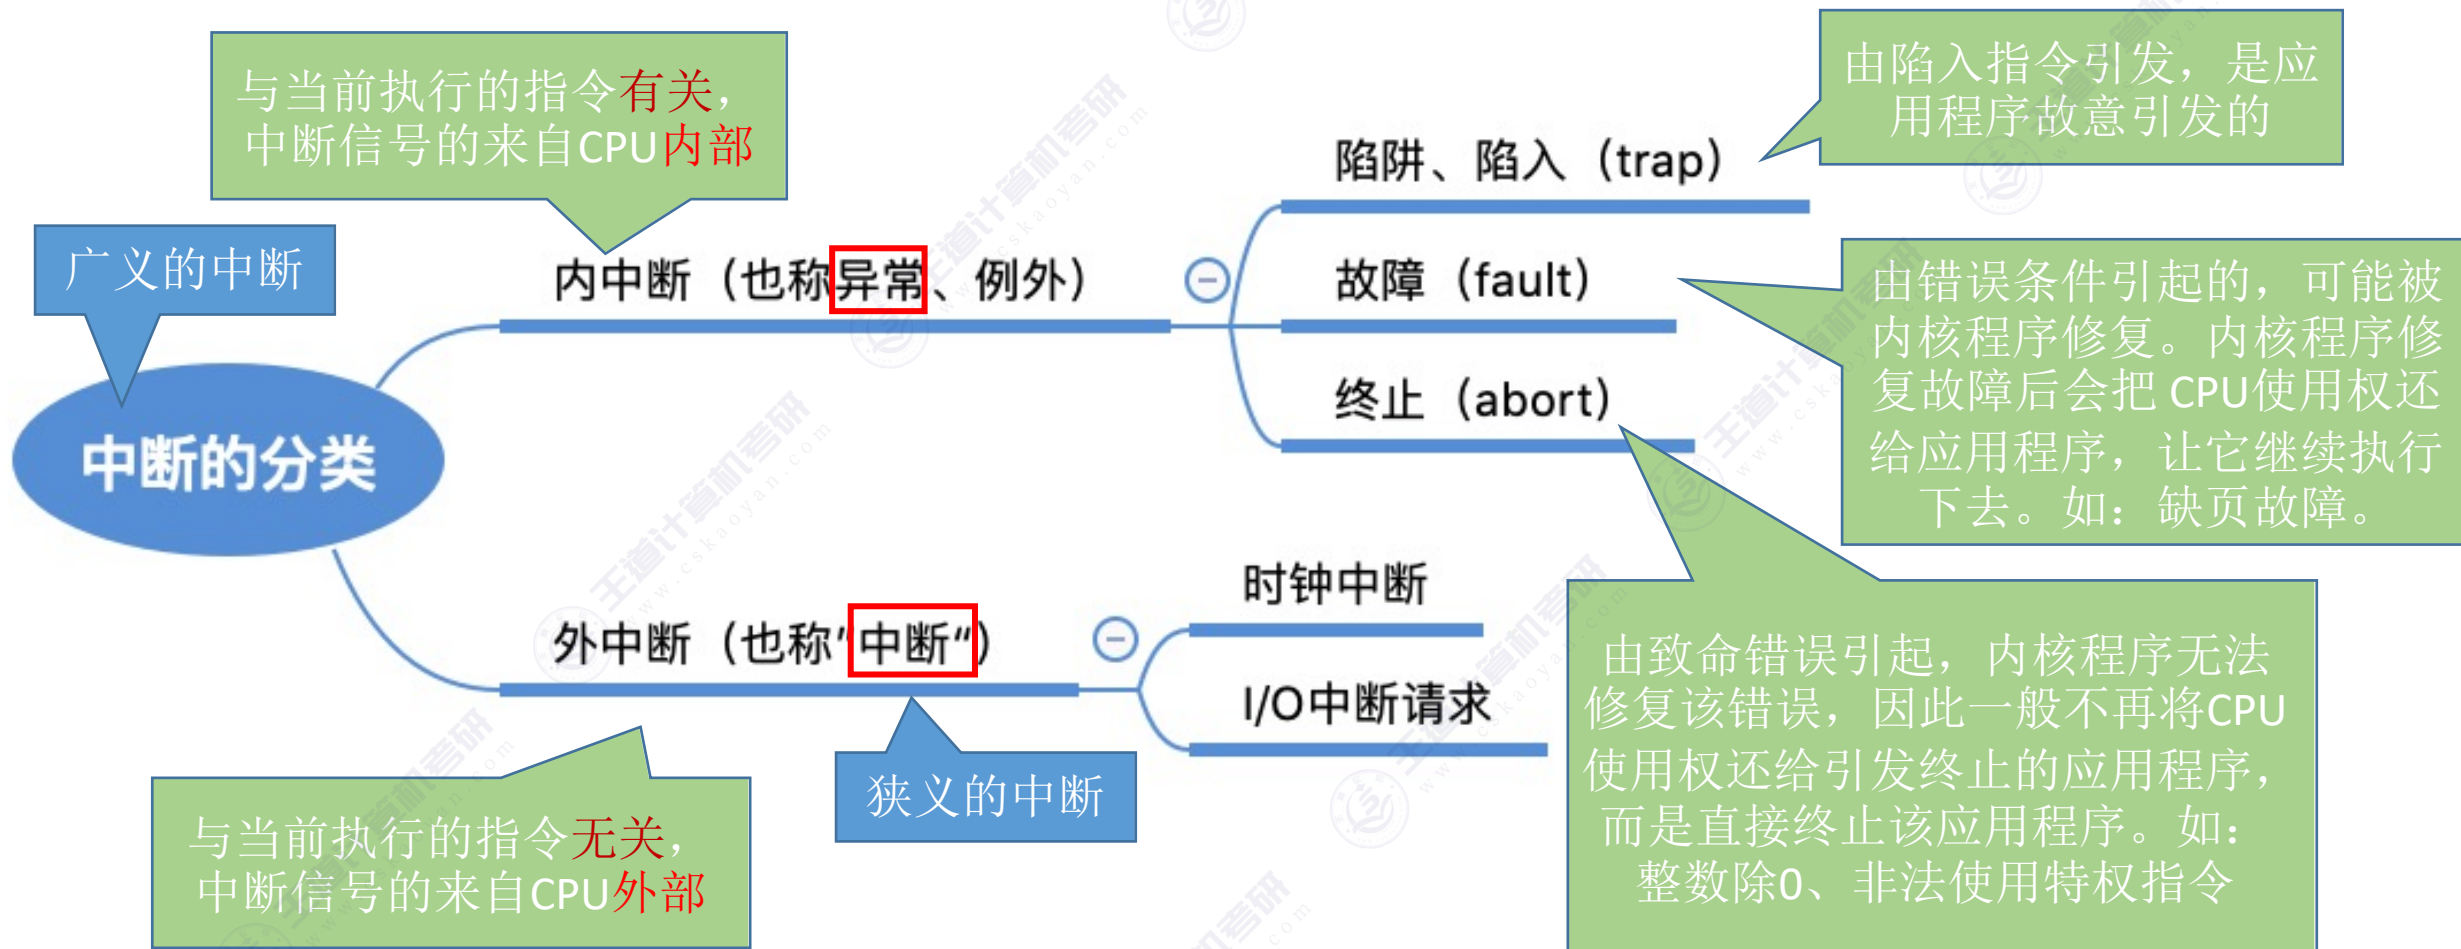 与当前执行的指令有关，
中断信号的来自CPU内部
由陷入指令引发，是应
用程序故意引发的
陷阱、陷入（trap）
广义的中断
内中断（也称异常、例外）
故障（fault）
由错误条件引起的，可能被
内核程序修复。内核程序修
复故障后会把 CPU使用权还
给应用程序，让它继续执行
下去。如：缺页故障。
终止（abort）
中断的分类
时钟中断
外中断（也称"中断“）
I/O中断请求
由致命错误引起，内核程序无法
修复该错误，因此一般不再将CPU
使用权还给引发终止的应用程序，
而是直接终止该应用程序。如：
整数除0、非法使用特权指令
狭义的中断
与当前执行的指令无关，
中断信号的来自CPU外部
王道计算机考研
www.cskaoyan.com